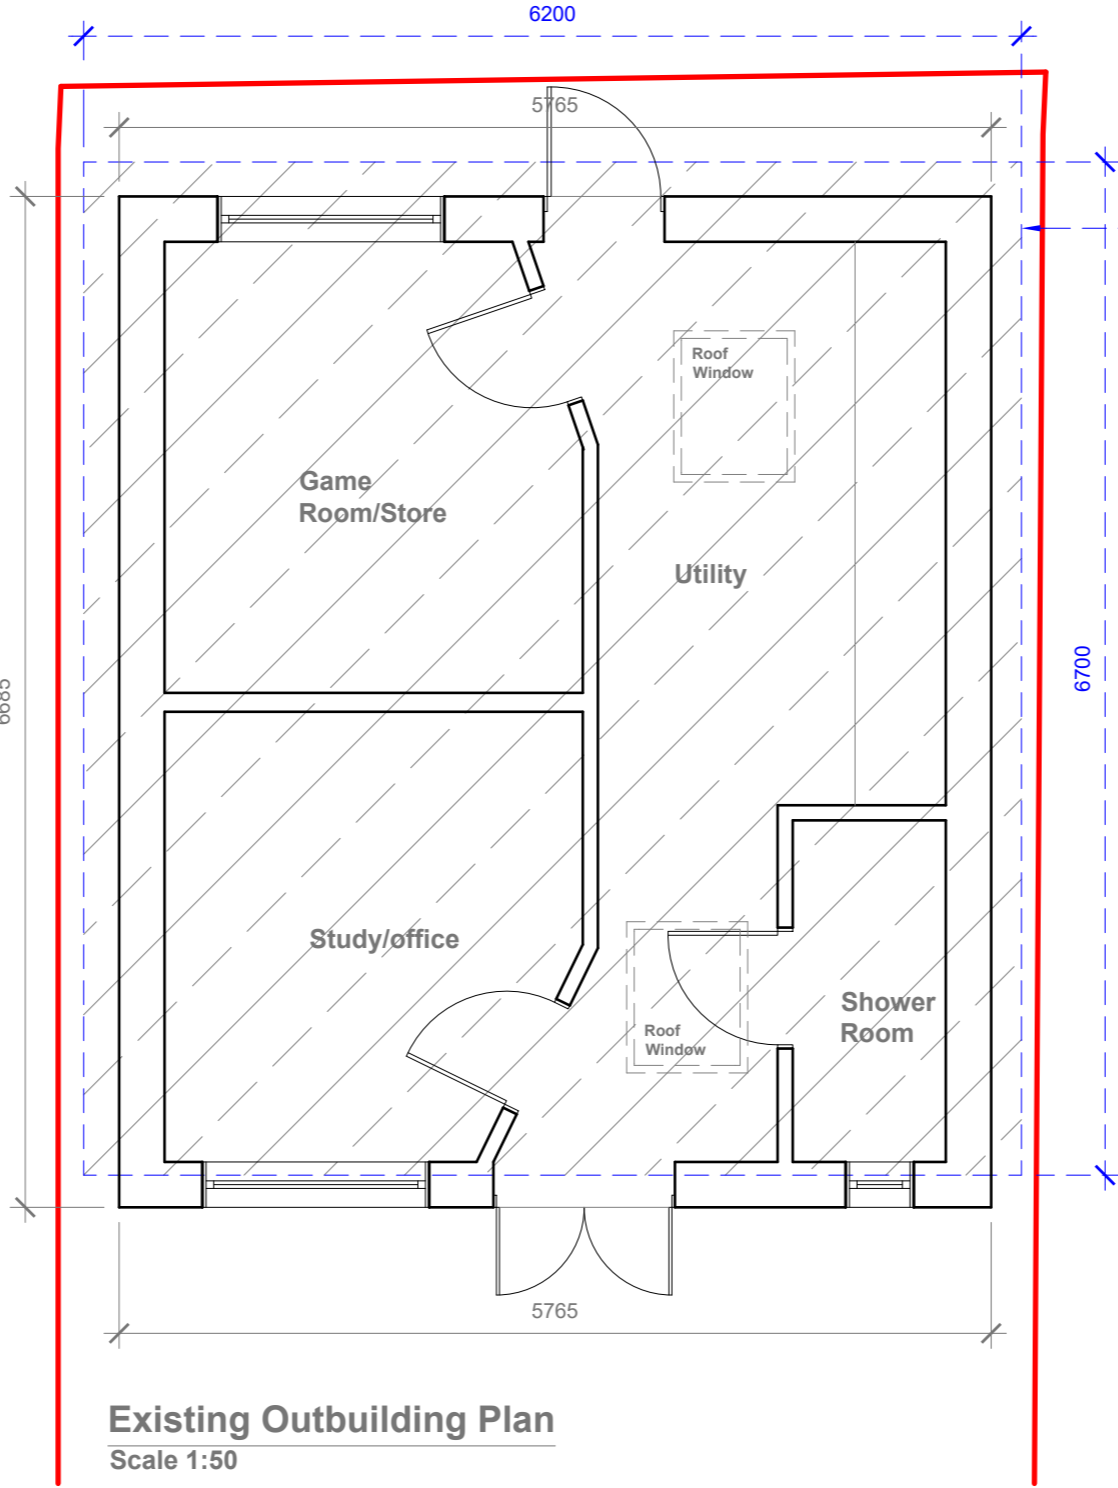 6200
5765
Roof
Window
Game
Room/Store
Utility
6700
6685
Study/office
Shower
Room
Roof
Window
5765
Existing Outbuilding Plan
Scale 1:50